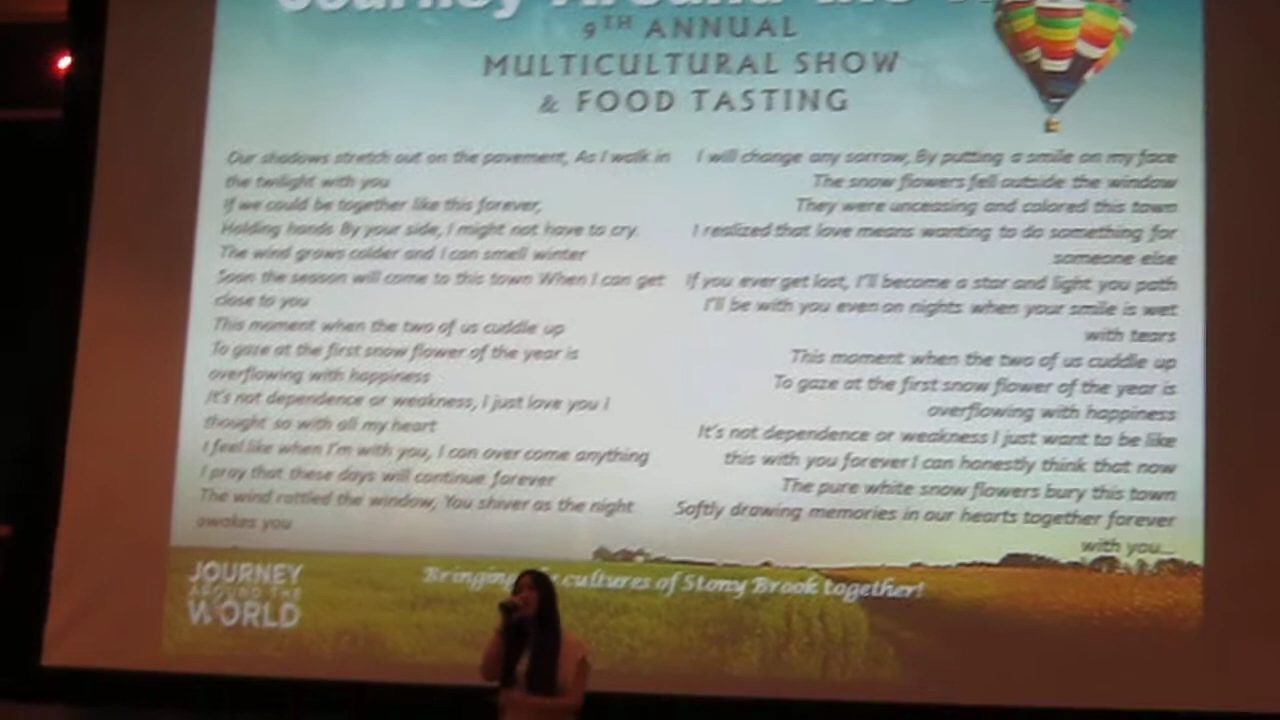 Journey Around the
9TH ANNUAL
MULTICULTURAL SHOW
& FOOD TASTING
Our shadows stretch out on the pavement, As I walk in
the twilight with you
If we could be together like this forever,
Holding hands By your side, I might not have to cry.
The wind grows colder and I can smell winter
Soon the season will come to this town When I can get
close to you
This moment when the two of us cuddle up
To gaze at the first snow flower of the year is
overflowing with happiness
It's not dependence or weakness, I just love you I
thought so with all my heart
I feel like when I'm with you, I can over come anything
I pray that these days will continue forever
The wind rattled the window, You shiver as the night
awakes you
I will change any sorrow, By putting a smile on my face
The snow flowers fell outside the window
They were unceasing and colored this town
I realized that love means wanting to do something for
someone else
If you ever get lost, I'll become a star and light you path
I'll be with you even on nights when your smile is wet
with tears
This moment when the two of us cuddle up
To gaze at the first snow flower of the year is
overflowing with happiness
It's not dependence or weakness I just want to be like
this with you forever I can honestly think that now
The pure white snow flowers bury this town
Softly drawing memories in our hearts together forever
with you...
JOURNEY
AROUND THE
WORLD
Bringing cultures of Stony Brook together!